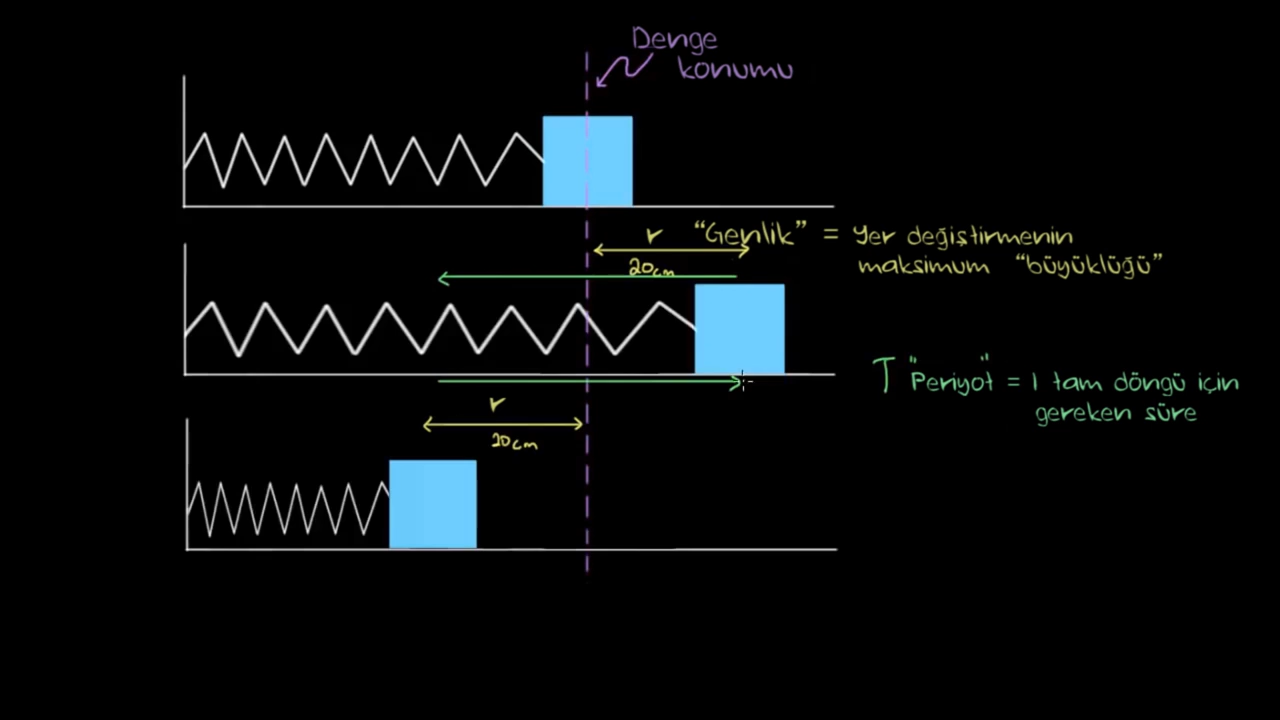 Denge
konumu
r "Genlik" = Yer değiştirmenin
20cm maksimum "büyüklüğü"
T "Periyot" = 1 tam döngü için
gereken süre
r
20cm